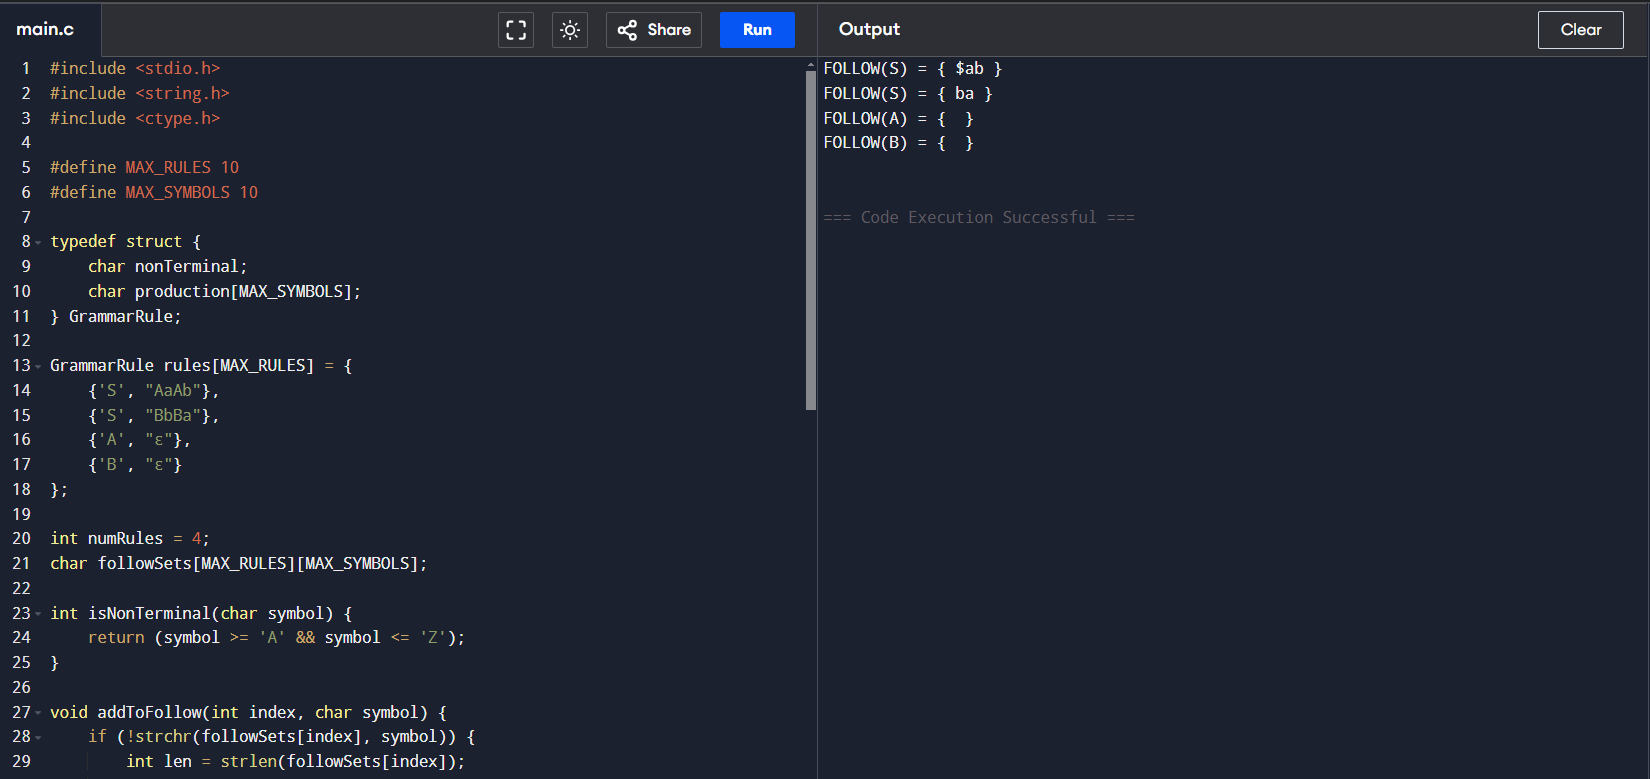 main.c
Share
Run
Output
Clear
1 #include <stdio.h>
2 #include <string.h>
3 #include <ctype.h>
4
5 #define MAX_RULES 10
6 #define MAX_SYMBOLS 10
7
8 typedef struct {
9     char nonTerminal;
10     char production[MAX_SYMBOLS];
11 } GrammarRule;
12
13 GrammarRule rules[MAX_RULES] = {
14     {'S', "AaAb"},
15     {'S', "BbBa"},
16     {'A', "ε"},
17     {'B', "ε"}
18 };
19
20 int numRules = 4;
21 char followSets[MAX_RULES][MAX_SYMBOLS];
22
23 int isNonTerminal(char symbol) {
24     return (symbol >= 'A' && symbol <= 'Z');
25 }
26
27 void addToFollow(int index, char symbol) {
28     if (!strchr(followSets[index], symbol)) {
29         int len = strlen(followSets[index]);
FOLLOW(S) = { $ab }
FOLLOW(S) = { ba }
FOLLOW(A) = {  }
FOLLOW(B) = {  }
=== Code Execution Successful ===